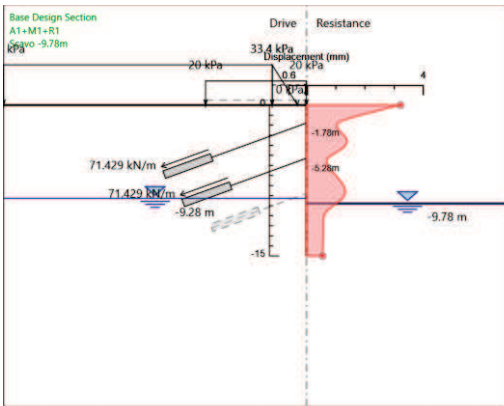 Base Design Section
A1+M1+R1
Scavo -9.78m
Drive
Resistance
kPa
33.4 kPa
Displacement (mm)
20 kPa
20 kPa
0.6
4
0 kPa
0
-1.78m
71.429 kN/m
-5.28m
71.429 kN/m
-9.28 m
-9.78 m
-15